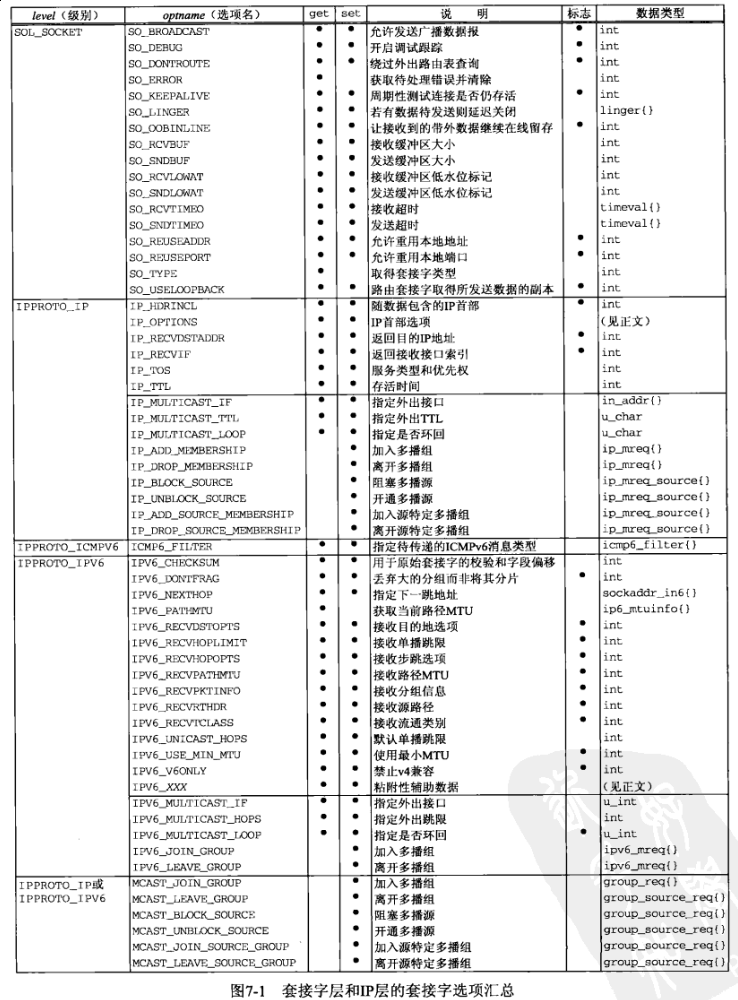 level（级别） optname（选项名） get set 说 明 标志 数据类型
SOL_SOCKET SO_BROADCAST • • 允许发送广播数据报 • int
SO_DEBUG • • 开启调试跟踪 • int
SO_DONTROUTE • • 绕过外出路由表查询 • int
SO_ERROR • 获取待处理错误并清除 int
SO_KEEPALIVE • • 周期性测试连接是否仍存活 • int
SO_LINGER • • 若有数据待发送则延迟关闭 linger{}
SO_OOBINLINE • • 让接收到的带外数据继续在线留存 • int
SO_RCVBUF • • 接收缓冲区大小 int
SO_SNDBUF • • 发送缓冲区大小 int
SO_RCVLOWAT • • 接收缓冲区低水位标记 int
SO_SNDLOWAT • • 发送缓冲区低水位标记 int
SO_RCVTIMEO • • 接收超时 timeval{}
SO_SNDTIMEO • • 发送超时 timeval{}
SO_REUSEADDR • • 允许重用本地地址 • int
SO_REUSEPORT • • 允许重用本地端口 • int
SO_TYPE • 取得套接字类型 int
SO_USELOOPBACK • • 路由套接字取得所发送数据的副本 • int
IPPROTO_IP IP_HDRINCL • • 随数据包含的IP首部 • int
IP_OPTIONS • • IP首部选项 （见正文）
IP_RECVDSTADDR • • 返回目的IP地址 • int
IP_RECVIF • • 返回接收接口索引 • int
IP_TOS • • 服务类型和优先权 int
IP_TTL • • 存活时间 int
IP_MULTICAST_IF • • 指定外出接口 in_addr{}
IP_MULTICAST_TTL • • 指定外出TTL u_char
IP_MULTICAST_LOOP • • 指定是否环回 u_char
IP_ADD_MEMBERSHIP • 加入多播组 ip_mreq{}
IP_DROP_MEMBERSHIP • 离开多播组 ip_mreq{}
IP_BLOCK_SOURCE • 阻塞多播源 ip_mreq_source{}
IP_UNBLOCK_SOURCE • 开通多播源 ip_mreq_source{}
IP_ADD_SOURCE_MEMBERSHIP • 加入源特定多播组 ip_mreq_source{}
IP_DROP_SOURCE_MEMBERSHIP • 离开源特定多播组 ip_mreq_source{}
IPPROTO_ICMPV6 ICMP6_FILTER • • 指定待传递的ICMPv6消息类型 icmp6_filter{}
IPPROTO_IPV6 IPV6_CHECKSUM • • 用于原始套接字的校验和字段偏移 int
IPV6_DONTFRAG • • 丢弃大的分组而非将其分片 • int
IPV6_NEXTHOP • • 指定下一跳地址 sockaddr_in6{}
IPV6_PATHMTU • 获取当前路径MTU ip6_mtuinfo{}
IPV6_RECVDSTOPTS • • 接收目的地选项 • int
IPV6_RECVHOPLIMIT • • 接收单播跳限 • int
IPV6_RECVHOPOPTS • • 接收步跳选项 • int
IPV6_RECVPATHMTU • • 接收路径MTU • int
IPV6_RECVPKTINFO • • 接收分组信息 • int
IPV6_RECVRTHDR • • 接收源路径 • int
IPV6_RECVTCLASS • • 接收流通类别 • int
IPV6_UNICAST_HOPS • • 默认单播跳限 int
IPV6_USE_MIN_MTU • • 使用最小MTU • int
IPV6_V6ONLY • • 禁止v4兼容 • int
IPV6_XXX • • 粘附性辅助数据 （见正文）
IPV6_MULTICAST_IF • • 指定外出接口 u_int
IPV6_MULTICAST_HOPS • • 指定外出跳限 int
IPV6_MULTICAST_LOOP • • 指定是否环回 • u_int
IPV6_JOIN_GROUP • 加入多播组 ipv6_mreq{}
IPV6_LEAVE_GROUP • 离开多播组 ipv6_mreq{}
IPPROTO_IP或 MCAST_JOIN_GROUP • 加入多播组 group_req{}
IPPROTO_IPV6 MCAST_LEAVE_GROUP • 离开多播组 group_source_req{}
MCAST_BLOCK_SOURCE • 阻塞多播源 group_source_req{}
MCAST_UNBLOCK_SOURCE • 开通多播源 group_source_req{}
MCAST_JOIN_SOURCE_GROUP • 加入源特定多播组 group_source_req{}
MCAST_LEAVE_SOURCE_GROUP • 离开源特定多播组 group_source_req{}
图7-1 套接字层和IP层的套接字选项汇总